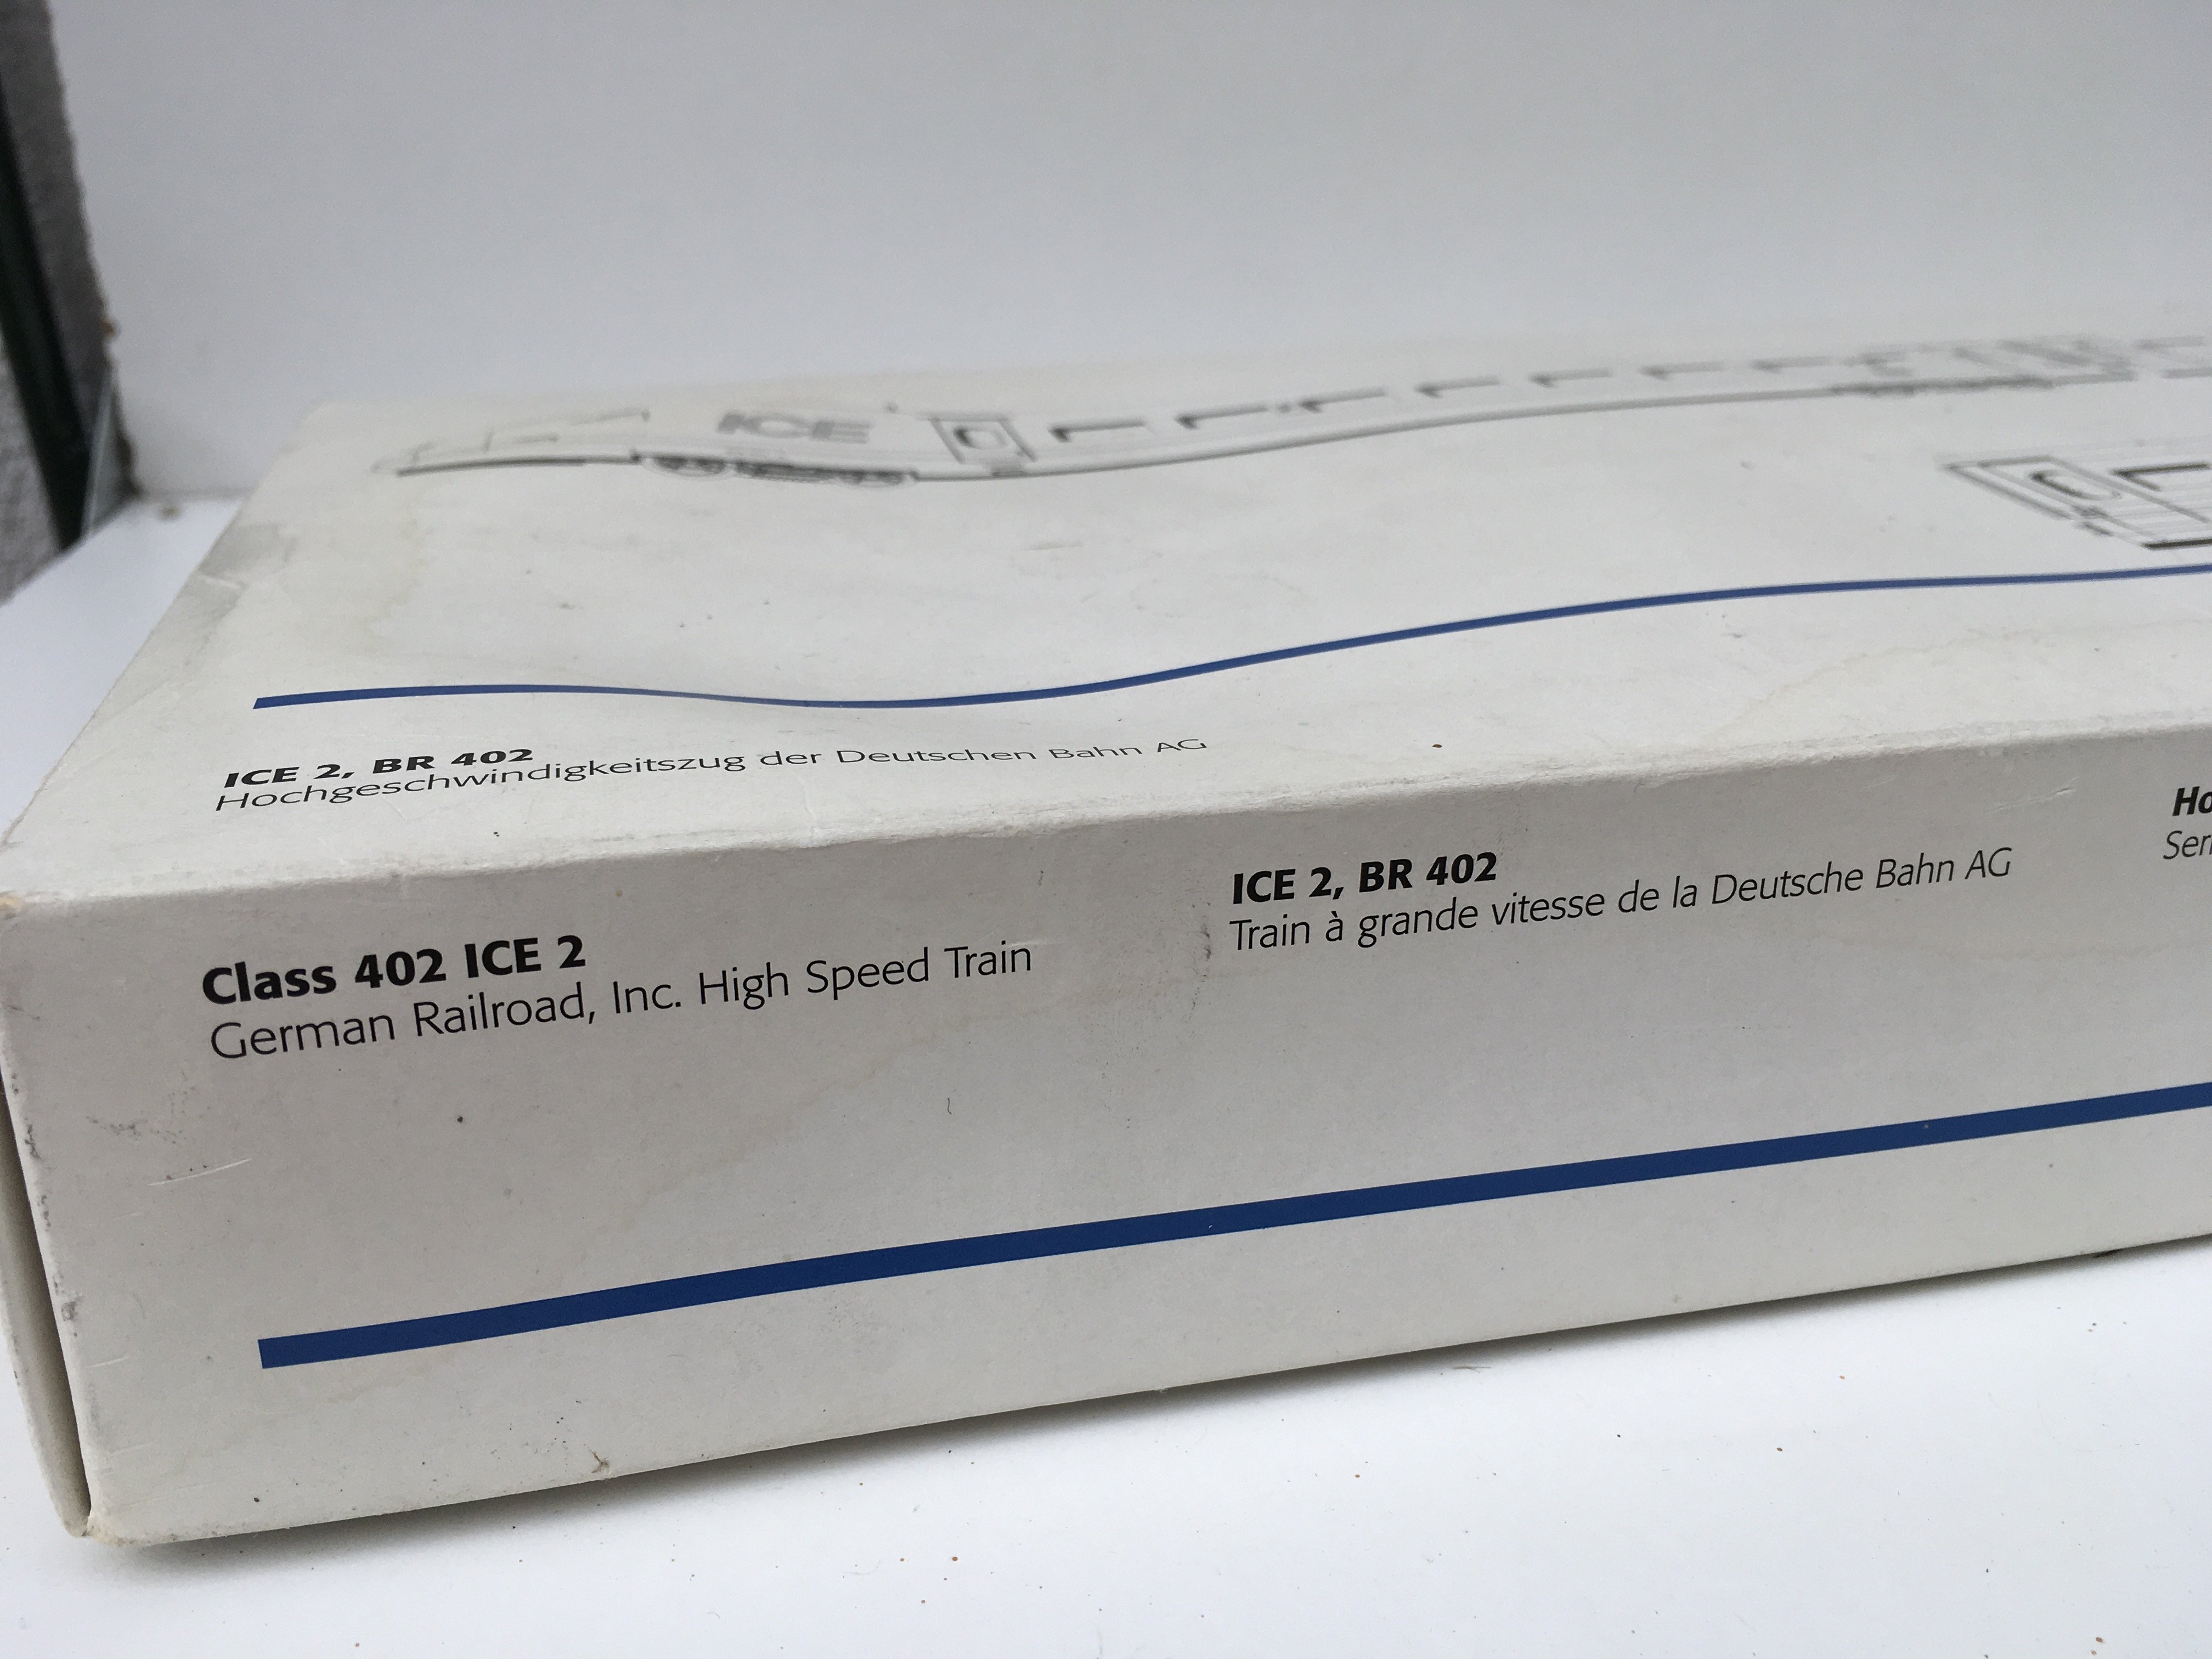 ICE
ICE 2, BR 402
Hochgeschwindigkeitszug der Deutschen Bahn AG
Class 402 ICE 2
German Railroad, Inc. High Speed Train
ICE 2, BR 402
Train à grande vitesse de la Deutsche Bahn AG